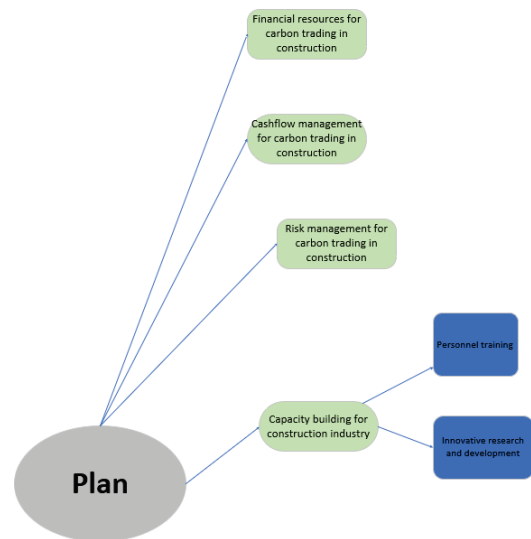 Financial resources for
carbon trading in
construction
Cashflow management
for carbon trading in
construction
Risk management for
carbon trading in
construction
Personnel training
Capacity building for
construction industry
Innovative research
and development
Plan